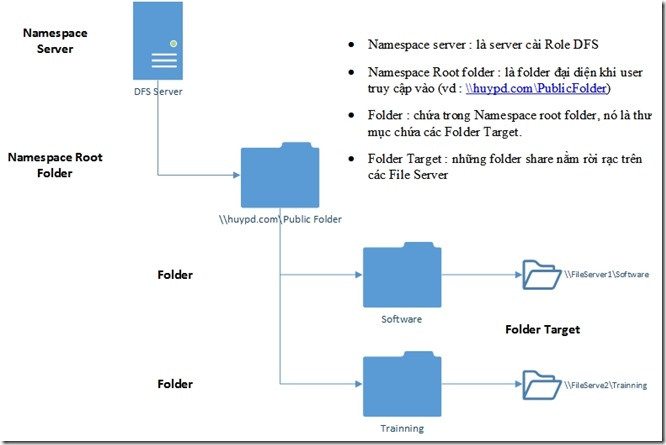 Namespace
Server
DFS Server
• Namespace server : là server cài Role DFS
• Namespace Root folder : là folder đại diện khi user
truy cập vào (vd : \\huypd.com\PublicFolder)
• Folder : chứa trong Namespace root folder, nó là thư
mục chứa các Folder Target.
• Folder Target : những folder share nằm rời rạc trên
các File Server
Namespace Root
Folder
\\huypd.com\Public Folder
Folder
Software
\\FileServer1\Software
Folder Target
Folder
Trainning
\\FileServe2\Trainning